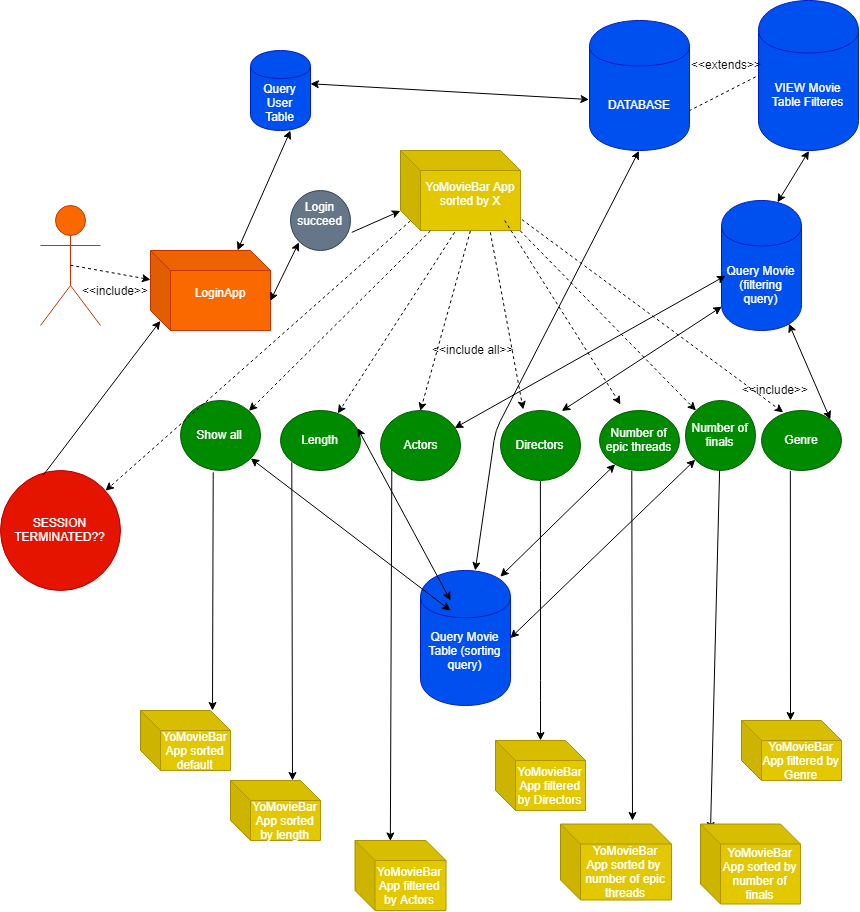 <<extends>>
VIEW Movie
Table Filteres
DATABASE
Query
User
Table
YoMovieBar App
sorted by X
Login
succeed
Query Movie
(filtering
query)
<<include>>
LoginApp
<<include all>>
<<include>>
Show all
Length
Actors
Directors
Number of
epic threads
Number of
finals
Genre
SESSION
TERMINATED??
Query Movie
Table (sorting
query)
YoMovieBar
App sorted
default
YoMovieBar
App sorted
by length
YoMovieBar
App filtered
by Actors
YoMovieBar
App filtered
by Directors
YoMovieBar
App sorted by
number of epic
threads
YoMovieBar
App sorted by
number of
finals
YoMovieBar
App filtered by
Genre